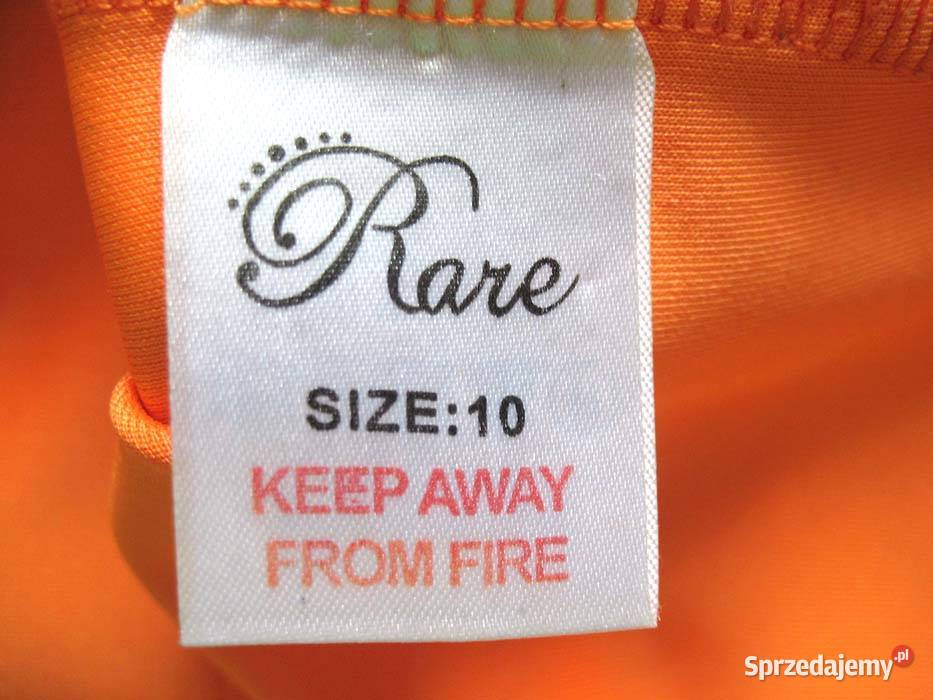 Rare
SIZE:10
KEEP AWAY
FROM FIRE
Sprzedajemy.pl